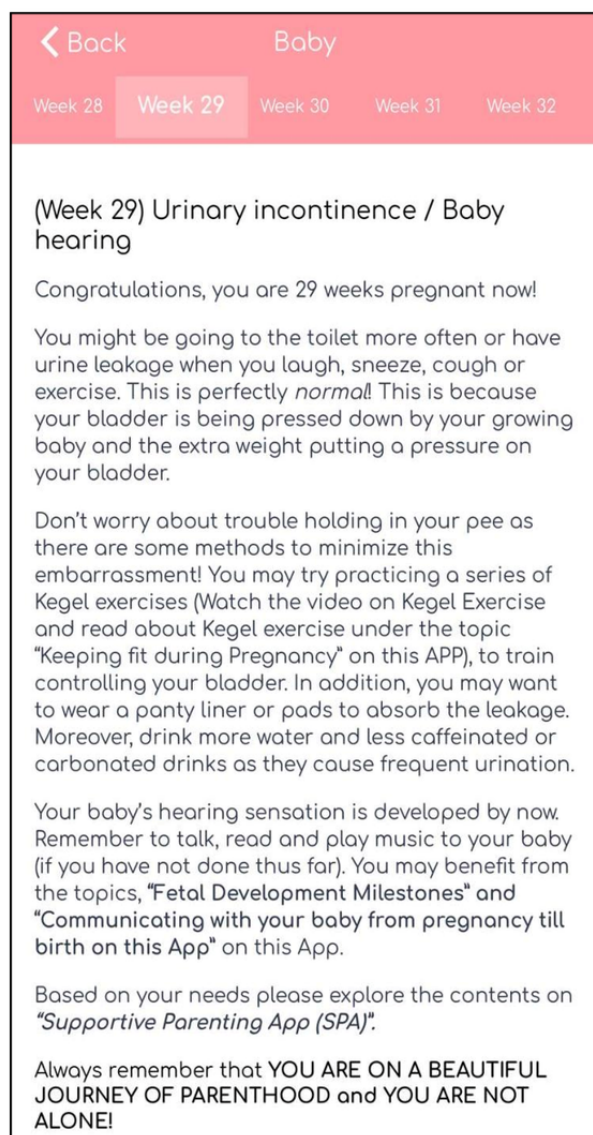 Back
Baby
Week 28
Week 29
Week 30
Week 31
Week 32
(Week 29) Urinary incontinence / Baby
hearing
Congratulations, you are 29 weeks pregnant now!
You might be going to the toilet more often or have
urine leakage when you laugh, sneeze, cough or
exercise. This is perfectly normal! This is because
your bladder is being pressed down by your growing
baby and the extra weight putting a pressure on
your bladder.
Don't worry about trouble holding in your pee as
there are some methods to minimize this
embarrassment! You may try practicing a series of
Kegel exercises (Watch the video on Kegel Exercise
and read about Kegel exercise under the topic
"Keeping fit during Pregnancy" on this APP), to train
controlling your bladder. In addition, you may want
to wear a panty liner or pads to absorb the leakage.
Moreover, drink more water and less caffeinated or
carbonated drinks as they cause frequent urination.
Your baby's hearing sensation is developed by now.
Remember to talk, read and play music to your baby
(if you have not done thus far). You may benefit from
the topics, "Fetal Development Milestones" and
"Communicating with your baby from pregnancy till
birth on this App" on this App.
Based on your needs please explore the contents on
"Supportive Parenting App (SPA)".
Always remember that YOU ARE ON A BEAUTIFUL
JOURNEY OF PARENTHOOD and YOU ARE NOT
ALONE!